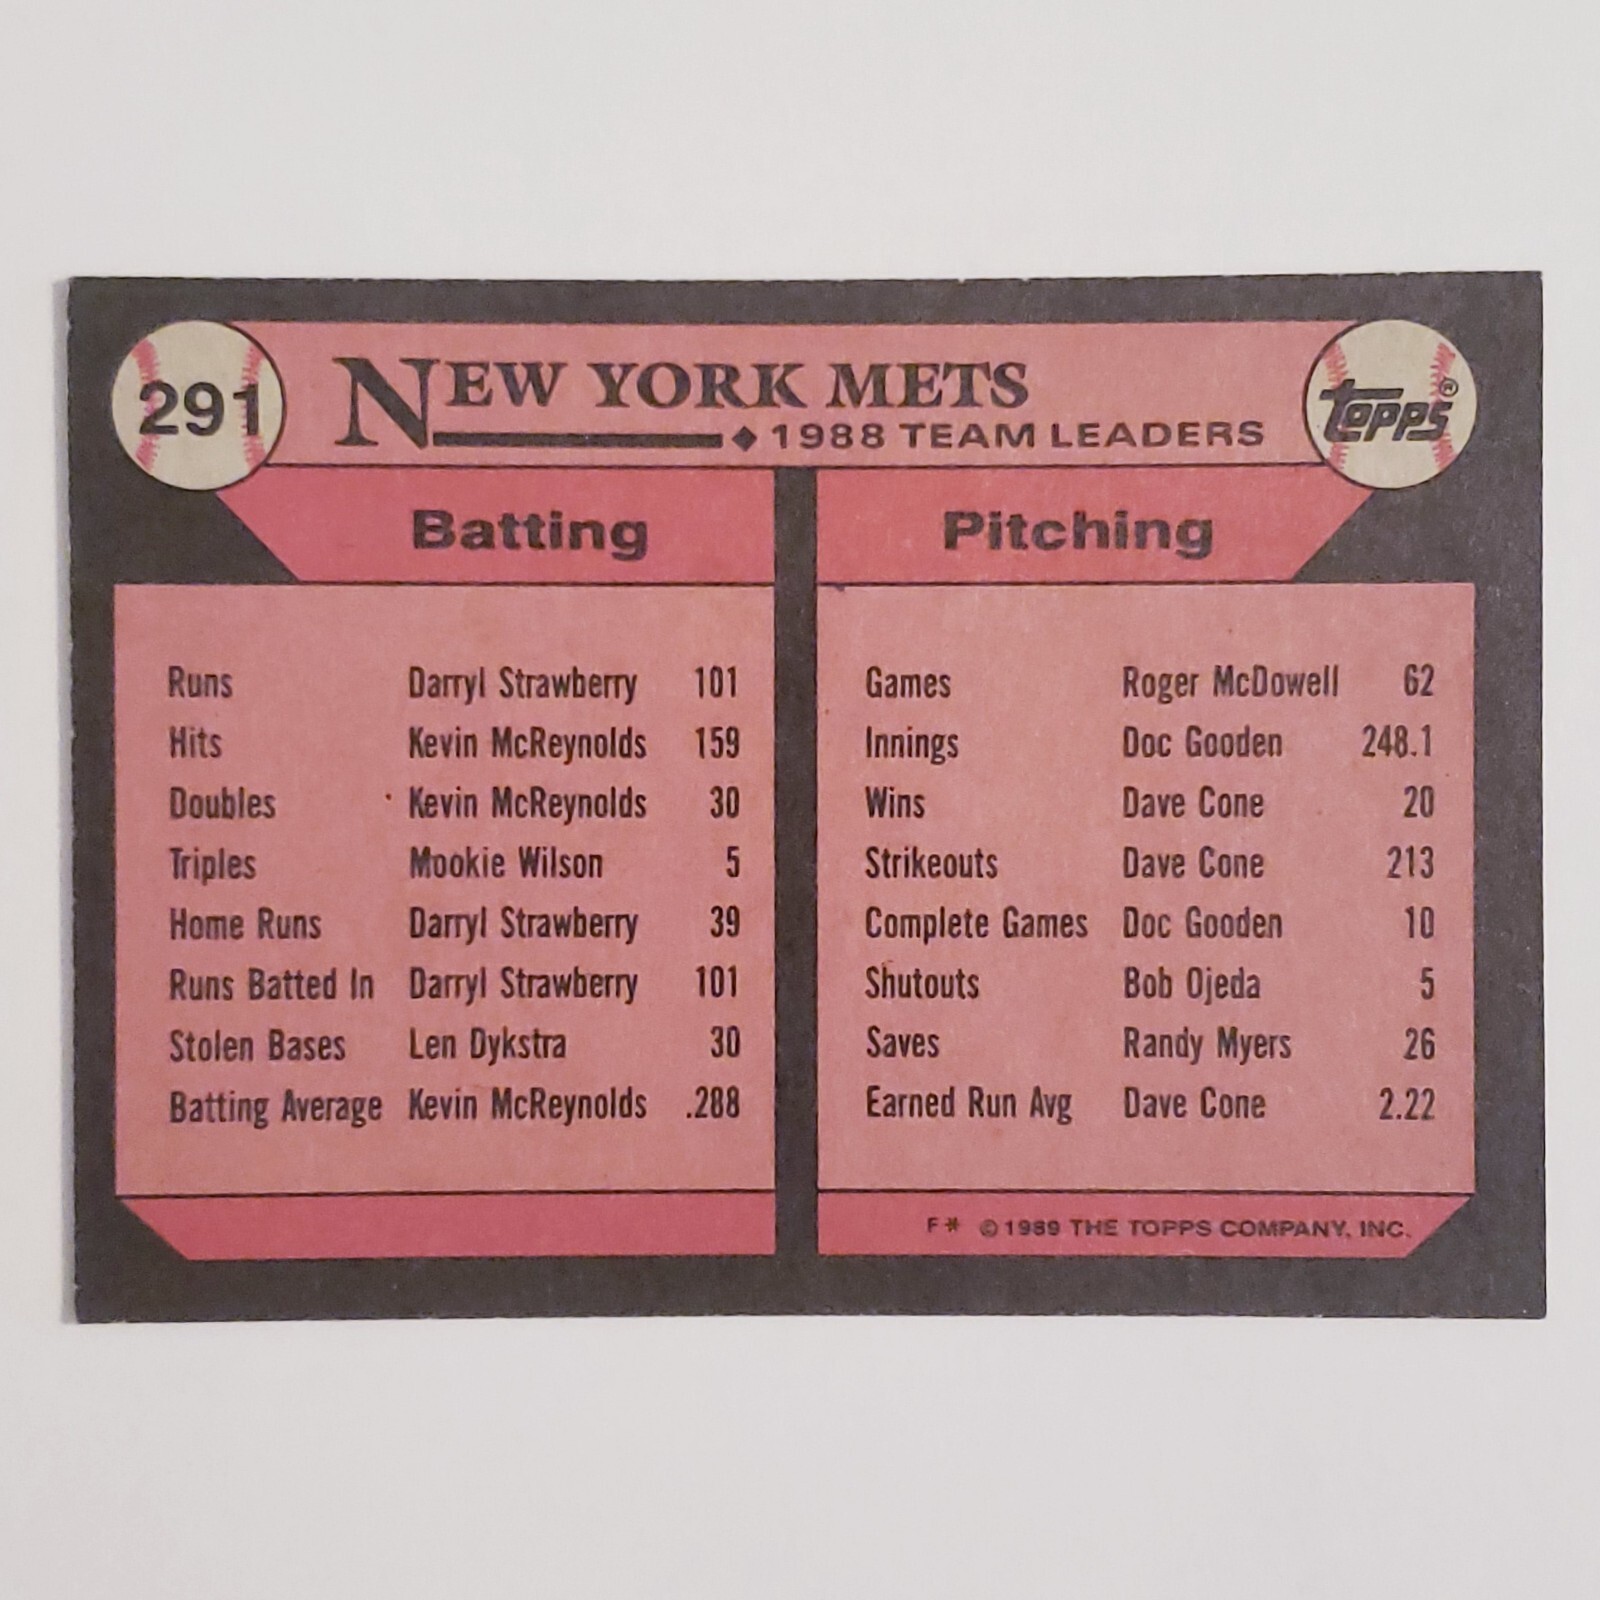 291
NEW YORK METS
1988 TEAM LEADERS
topps®
Batting
Runs Darryl Strawberry 101
Hits Kevin McReynolds 159
Doubles Kevin McReynolds 30
Triples Mookie Wilson 5
Home Runs Darryl Strawberry 39
Runs Batted In Darryl Strawberry 101
Stolen Bases Len Dykstra 30
Batting Average Kevin McReynolds .288
Pitching
Games Roger McDowell 62
Innings Doc Gooden 248.1
Wins Dave Cone 20
Strikeouts Dave Cone 213
Complete Games Doc Gooden 10
Shutouts Bob Ojeda 5
Saves Randy Myers 26
Earned Run Avg Dave Cone 2.22
F* © 1989 THE TOPPS COMPANY, INC.